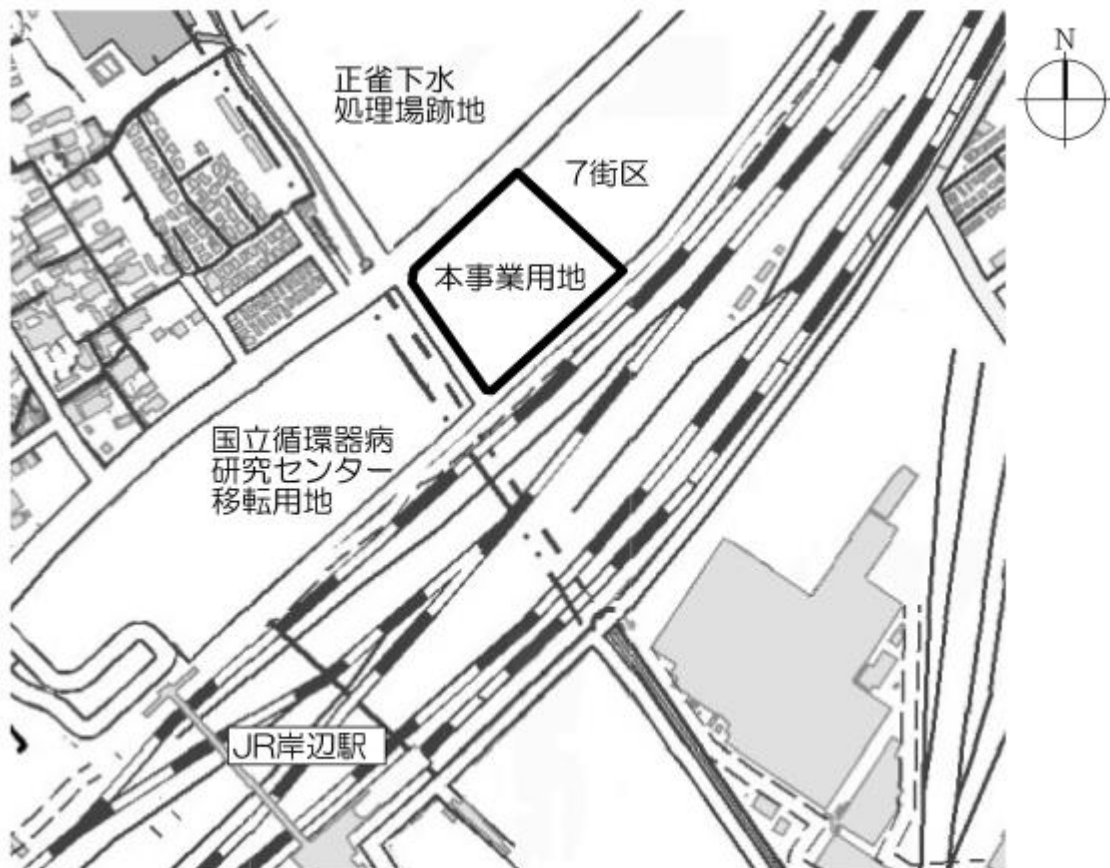 N
正雀下水
処理場跡地
7街区
本事業用地
国立循環器病
研究センター
移転用地
JR岸辺駅